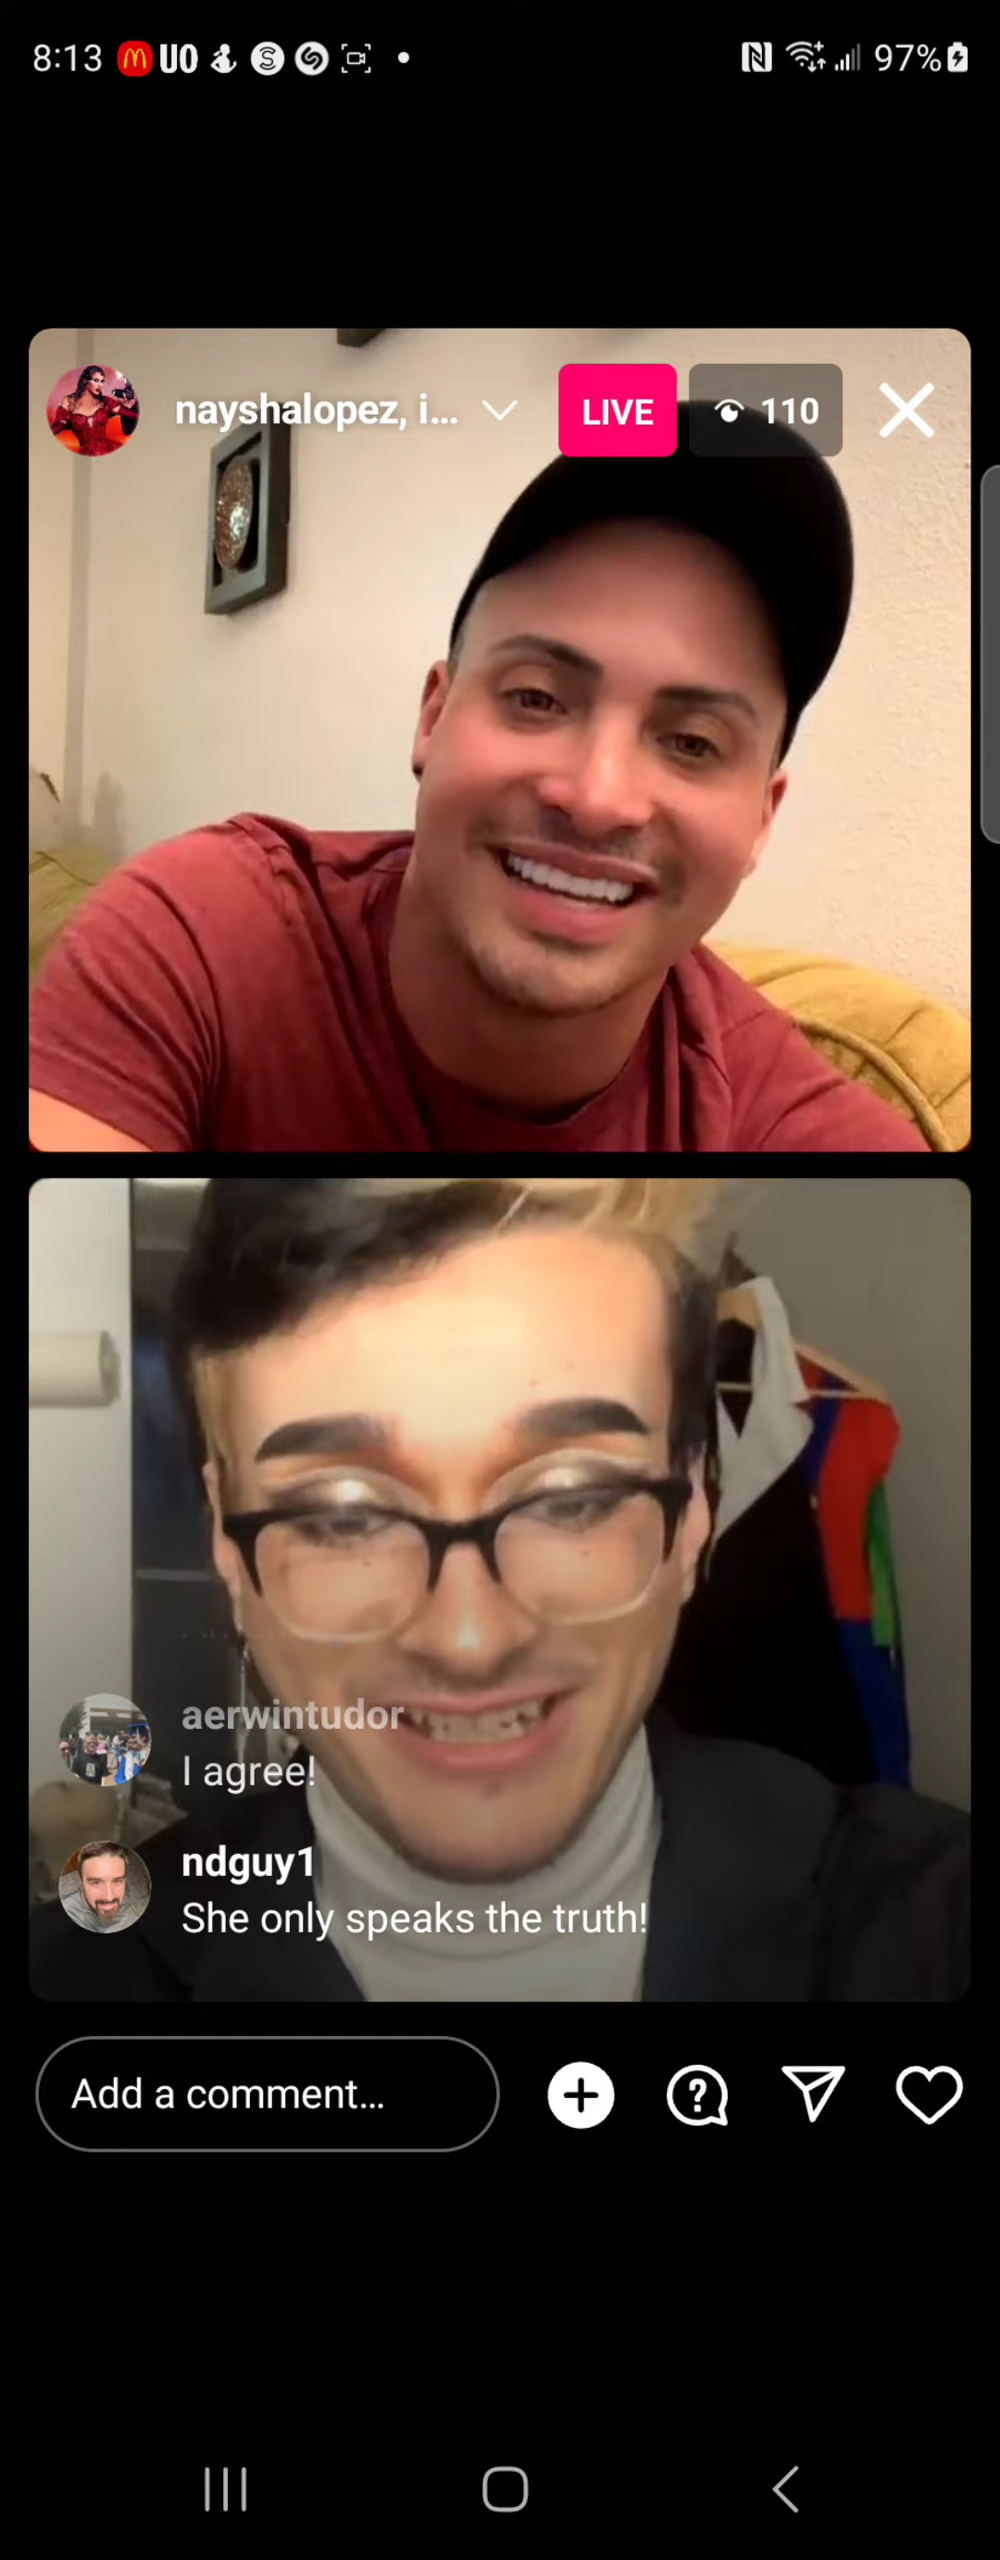 8:13 UO 97%
nayshalopez, i... LIVE 110
aerwintudor
I agree!
ndguy1
She only speaks the truth!
Add a comment...